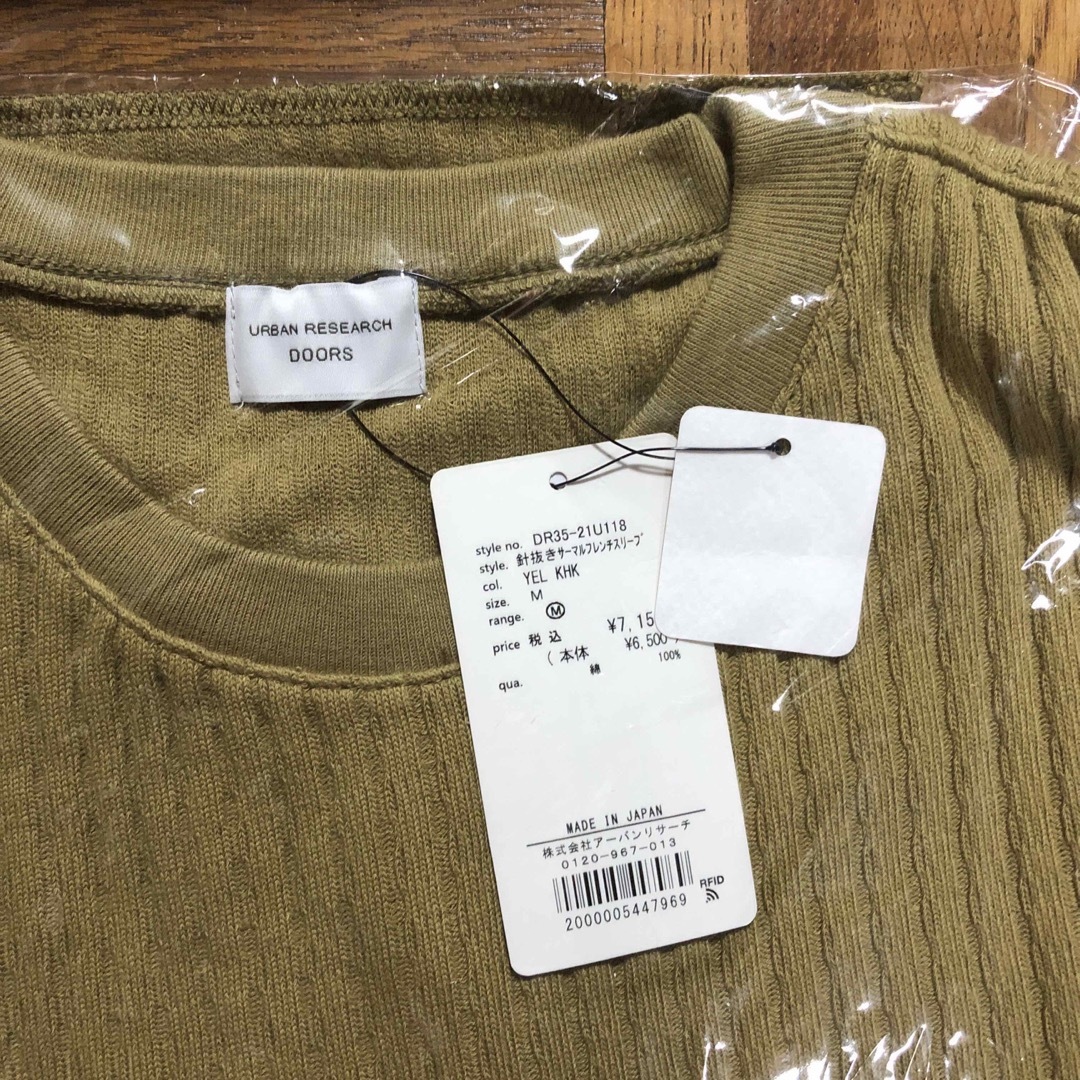 URBAN RESEARCH
DOORS
style no. DR35-21U118
style. 針抜きサーマルフレンチスリーブ
col. YEL KHK
size. M
range. Ⓜ
price 税込 ¥7,15
(本体 ¥6,500
qua. 綿 100%
MADE IN JAPAN
株式会社アーバンリサーチ
0120-967-013
RFID
2000005447969